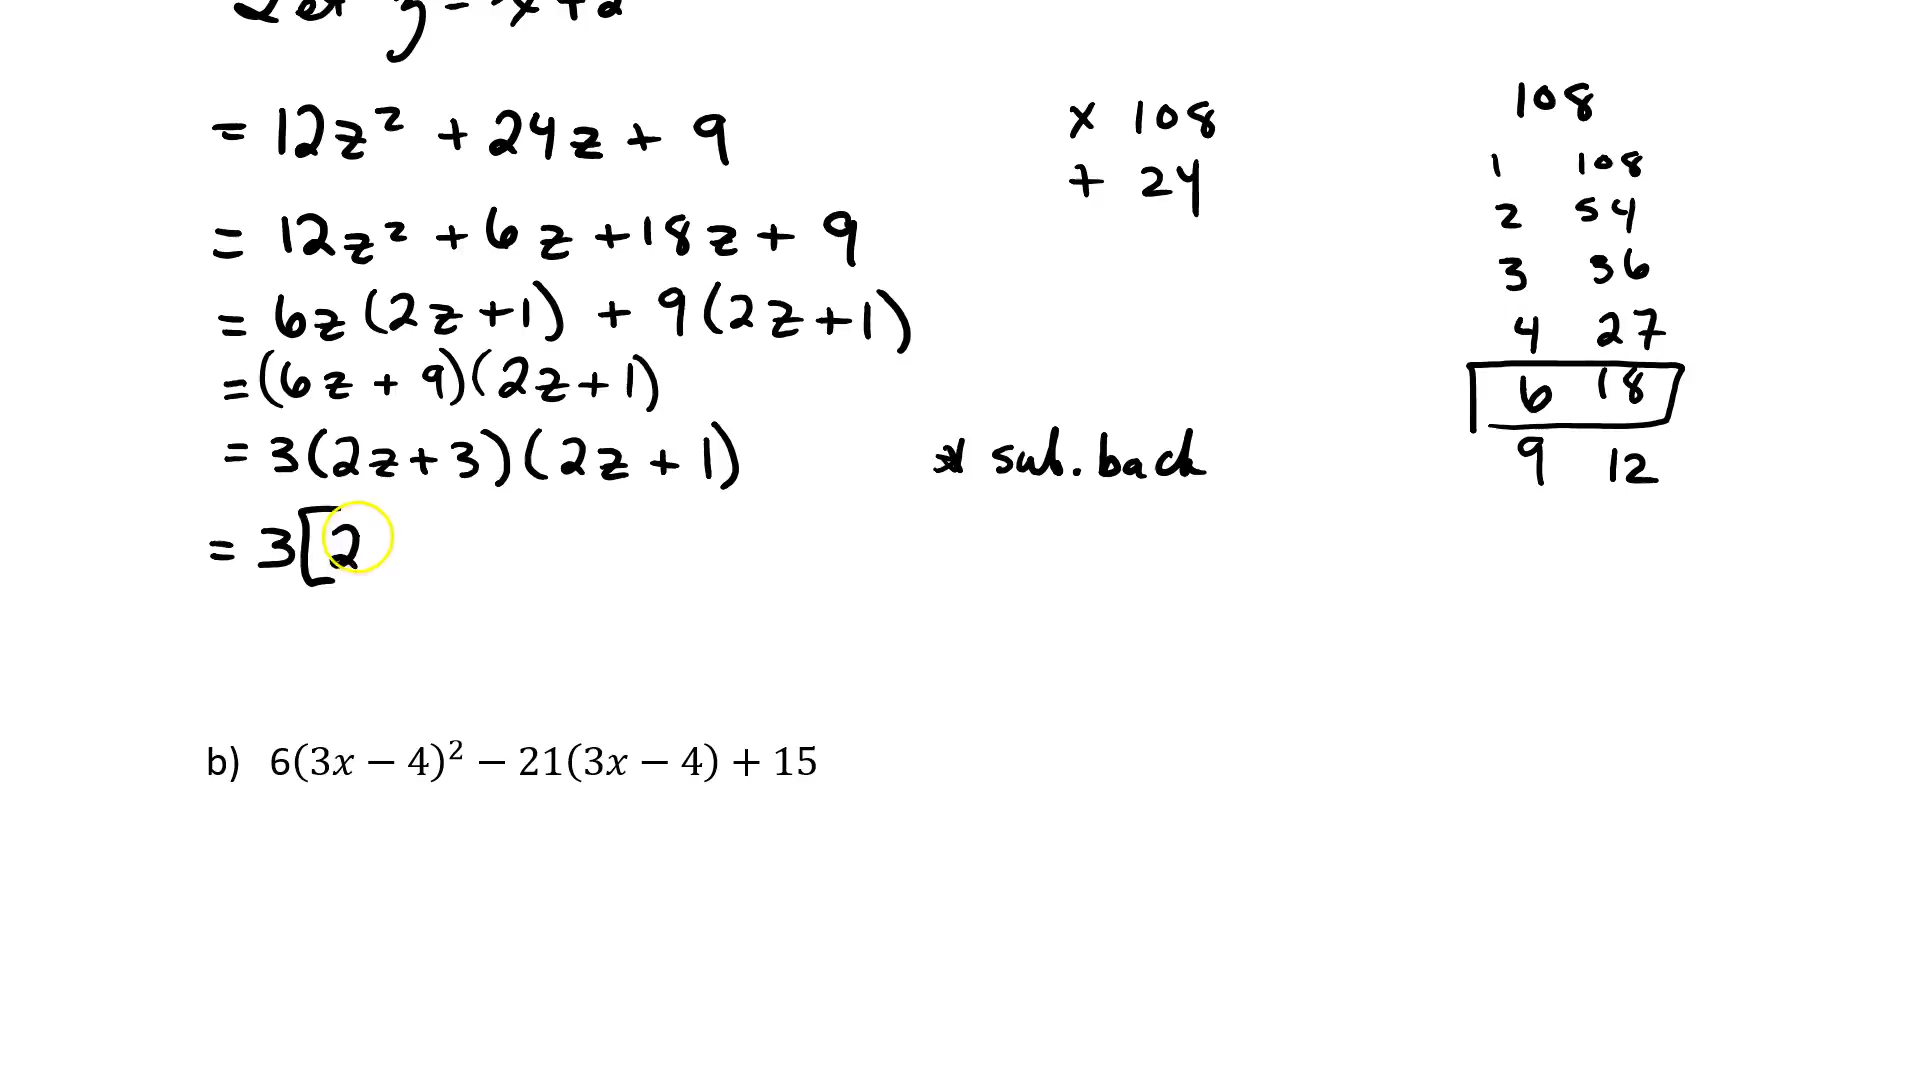 Let z = x + 2
= 12z² + 24z + 9
= 12z² + 6z + 18z + 9
= 6z(2z+1) + 9(2z+1)
= (6z + 9)(2z+1)
= 3(2z+3)(2z + 1)
= 3[2
× 108
+ 24
* sub. back
108
1 108
2 54
3 36
4 27
6 18
9 12
b) 6(3x − 4)² − 21(3x − 4) + 15